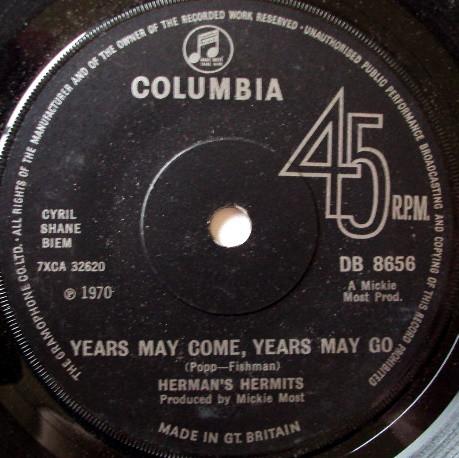 THE GRAMOPHONE CO. LTD. • ALL RIGHTS OF THE MANUFACTURER AND OF THE OWNER OF THE RECORDED WORK RESERVED • UNAUTHORISED PUBLIC PERFORMANCE BROADCASTING AND COPYING OF THIS RECORD PROHIBITED
COLUMBIA
45
R.P.M.
CYRIL
SHANE
BIEM
7XCA 32620
℗ 1970
DB 8656
A Mickie
Most Prod.
YEARS MAY COME, YEARS MAY GO
(Popp—Fishman)
HERMAN'S HERMITS
Produced by Mickie Most
MADE IN GT. BRITAIN